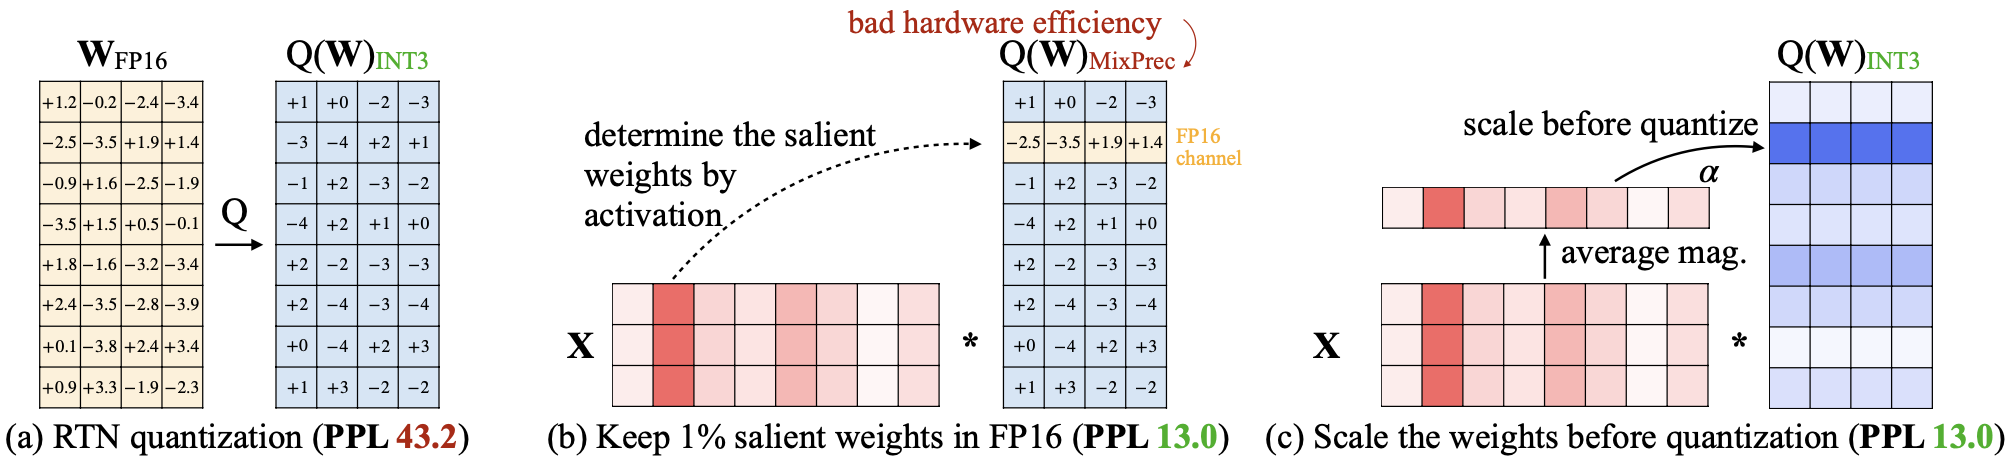 W_FP16
+1.2 −0.2 −2.4 −3.4
−2.5 −3.5 +1.9 +1.4
−0.9 +1.6 −2.5 −1.9
−3.5 +1.5 +0.5 −0.1
+1.8 −1.6 −3.2 −3.4
+2.4 −3.5 −2.8 −3.9
+0.1 −3.8 +2.4 +3.4
+0.9 +3.3 −1.9 −2.3
Q
Q(W)_INT3
+1 +0 −2 −3
−3 −4 +2 +1
−1 +2 −3 −2
−4 +2 +1 +0
+2 −2 −3 −3
+2 −4 −3 −4
+0 −4 +2 +3
+1 +3 −2 −2
(a) RTN quantization (PPL 43.2)
bad hardware efficiency
Q(W)_MixPrec
determine the salient
weights by
activation
+1 +0 −2 −3
−2.5 −3.5 +1.9 +1.4
−1 +2 −3 −2
−4 +2 +1 +0
+2 −2 −3 −3
+2 −4 −3 −4
+0 −4 +2 +3
+1 +3 −2 −2
FP16
channel
X
*
(b) Keep 1% salient weights in FP16 (PPL 13.0)
Q(W)_INT3
scale before quantize
α
average mag.
X
*
(c) Scale the weights before quantization (PPL 13.0)